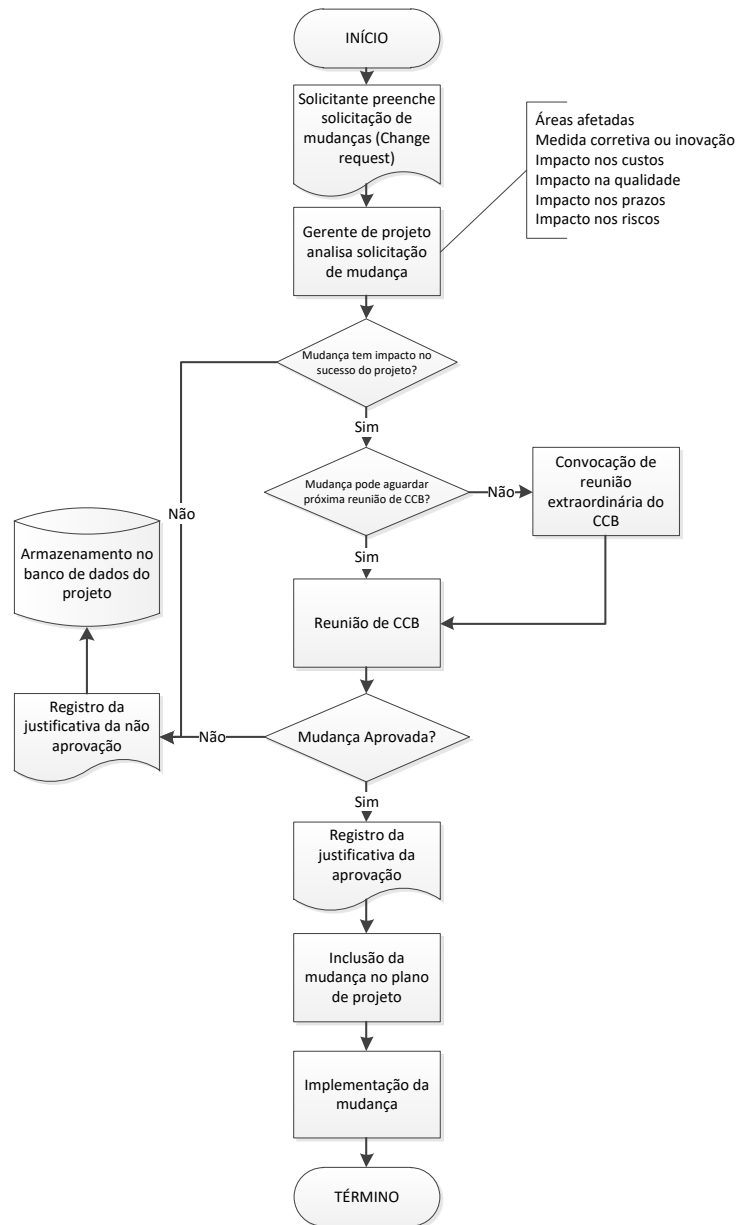 INÍCIO
Solicitante preenche
solicitação de
mudanças (Change
request)
Áreas afetadas
Medida corretiva ou inovação
Impacto nos custos
Impacto na qualidade
Impacto nos prazos
Impacto nos riscos
Gerente de projeto
analisa solicitação
de mudança
Mudança tem impacto no
sucesso do projeto?
Sim
Mudança pode aguardar
próxima reunião de CCB?
Não
Convocação de
reunião
extraordinária do
CCB
Não
Sim
Armazenamento no
banco de dados do
projeto
Reunião de CCB
Registro da
justificativa da não
aprovação
Não
Mudança Aprovada?
Sim
Registro da
justificativa da
aprovação
Inclusão da
mudança no plano
de projeto
Implementação da
mudança
TÉRMINO